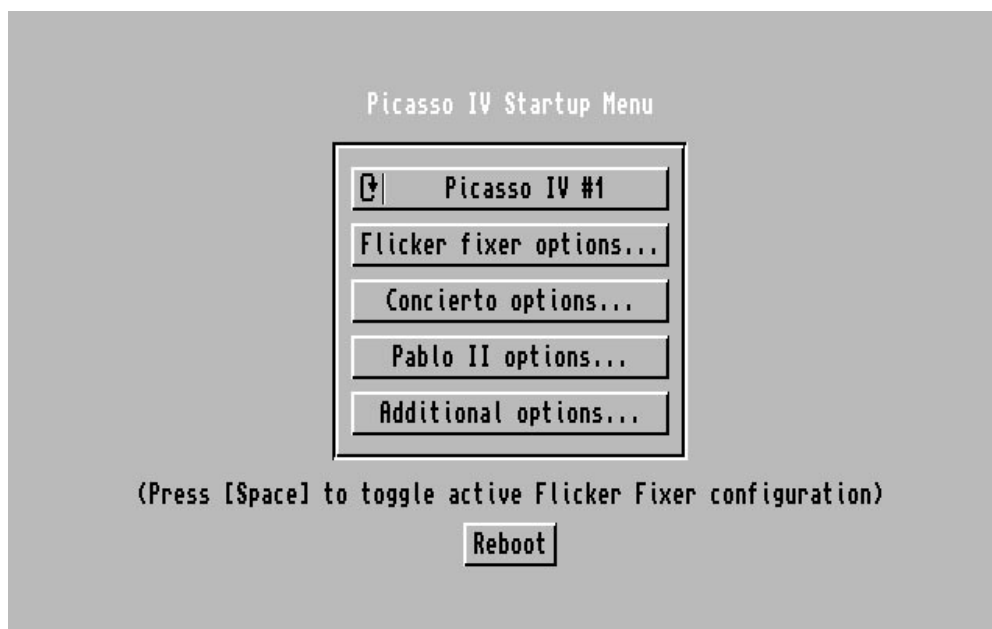 Picasso IV Startup Menu
Picasso IV #1
Flicker fixer options...
Concierto options...
Pablo II options...
Additional options...
(Press [Space] to toggle active Flicker Fixer configuration)
Reboot